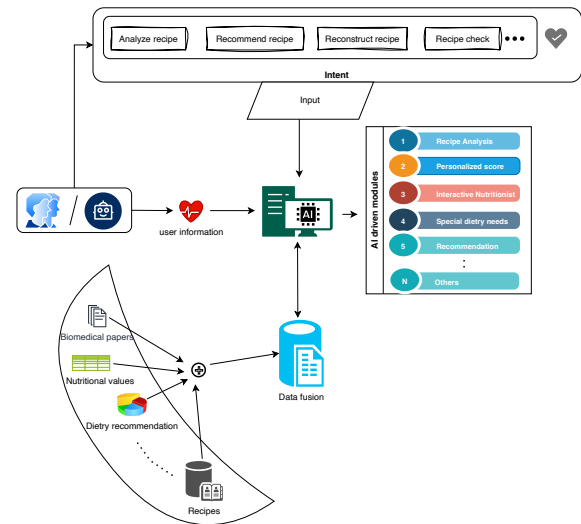 Analyze recipe
Recommend recipe
Reconstruct recipe
Recipe check
Intent
Input
/
user information
AI
AI driven modules
1 Recipe Analysis
2 Personalized score
3 Interactive Nutritionist
4 Special dietry needs
5 Recommendation
:
N Others
Biomedical papers
Nutritional values
Dietry recommendation
Recipes
Data fusion